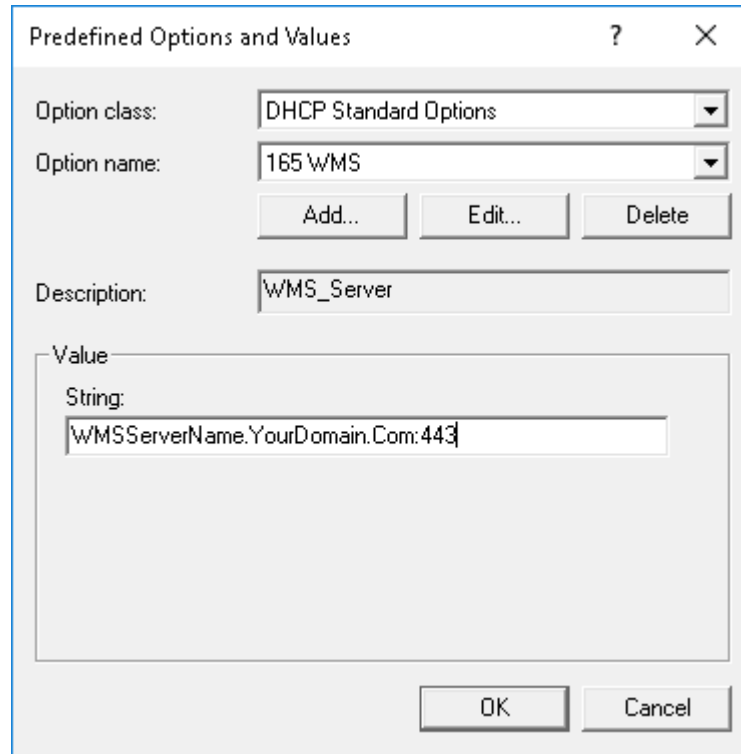 Predefined Options and Values ? ×
Option class: DHCP Standard Options
Option name: 165 WMS
Add... Edit... Delete
Description: WMS_Server
Value
String:
WMSServerName.YourDomain.Com:443
OK Cancel